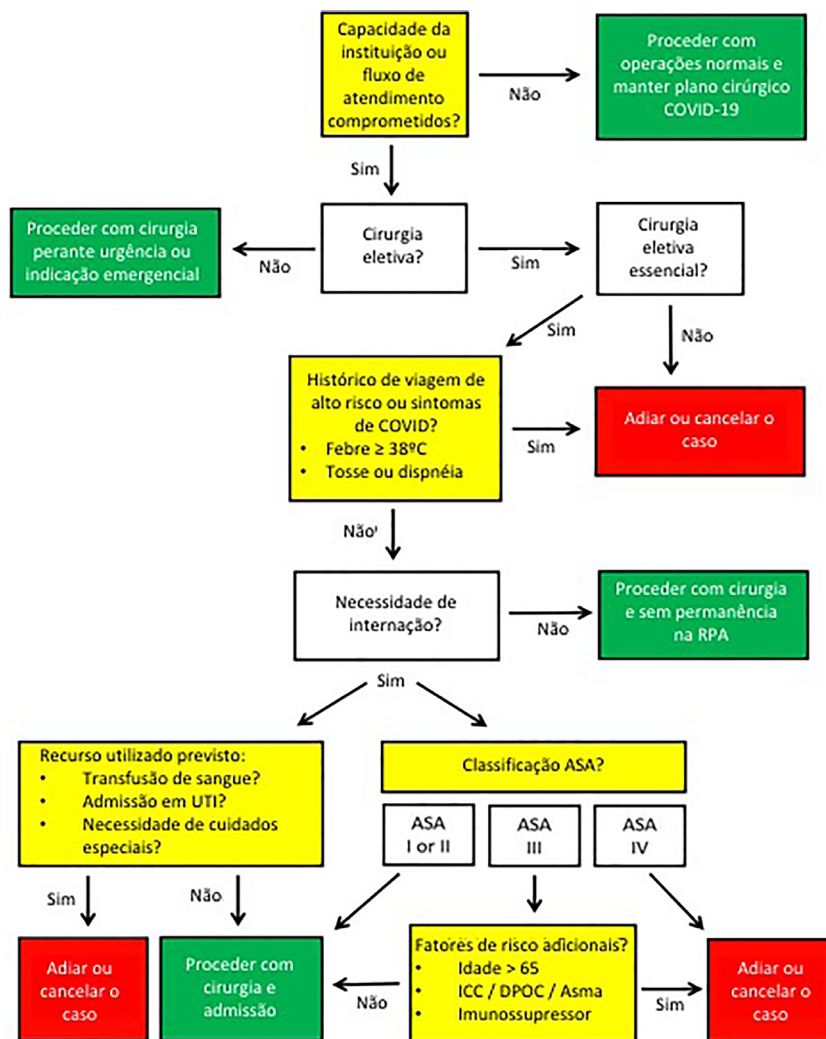 Capacidade da
instituição ou
fluxo de
atendimento
comprometidos?
Não
Proceder com
operações normais e
manter plano cirúrgico
COVID-19
Sim
Proceder com cirurgia
perante urgência ou
indicação emergencial
Não
Cirurgia
eletiva?
Sim
Cirurgia
eletiva
essencial?
Sim
Não
Histórico de viagem de
alto risco ou sintomas
de COVID?
• Febre ≥ 38ºC
• Tosse ou dispnéia
Sim
Adiar ou cancelar o
caso
Não'
Necessidade de
internação?
Não
Proceder com cirurgia
e sem permanência
na RPA
Sim
Recurso utilizado previsto:
• Transfusão de sangue?
• Admissão em UTI?
• Necessidade de cuidados
especiais?
Classificação ASA?
ASA
I or II
ASA
III
ASA
IV
Sim
Não
Adiar ou
cancelar o
caso
Proceder com
cirurgia e
admissão
Não
Fatores de risco adicionais?
• Idade > 65
• ICC / DPOC / Asma
• Imunossupressor
Sim
Adiar ou
cancelar o
caso